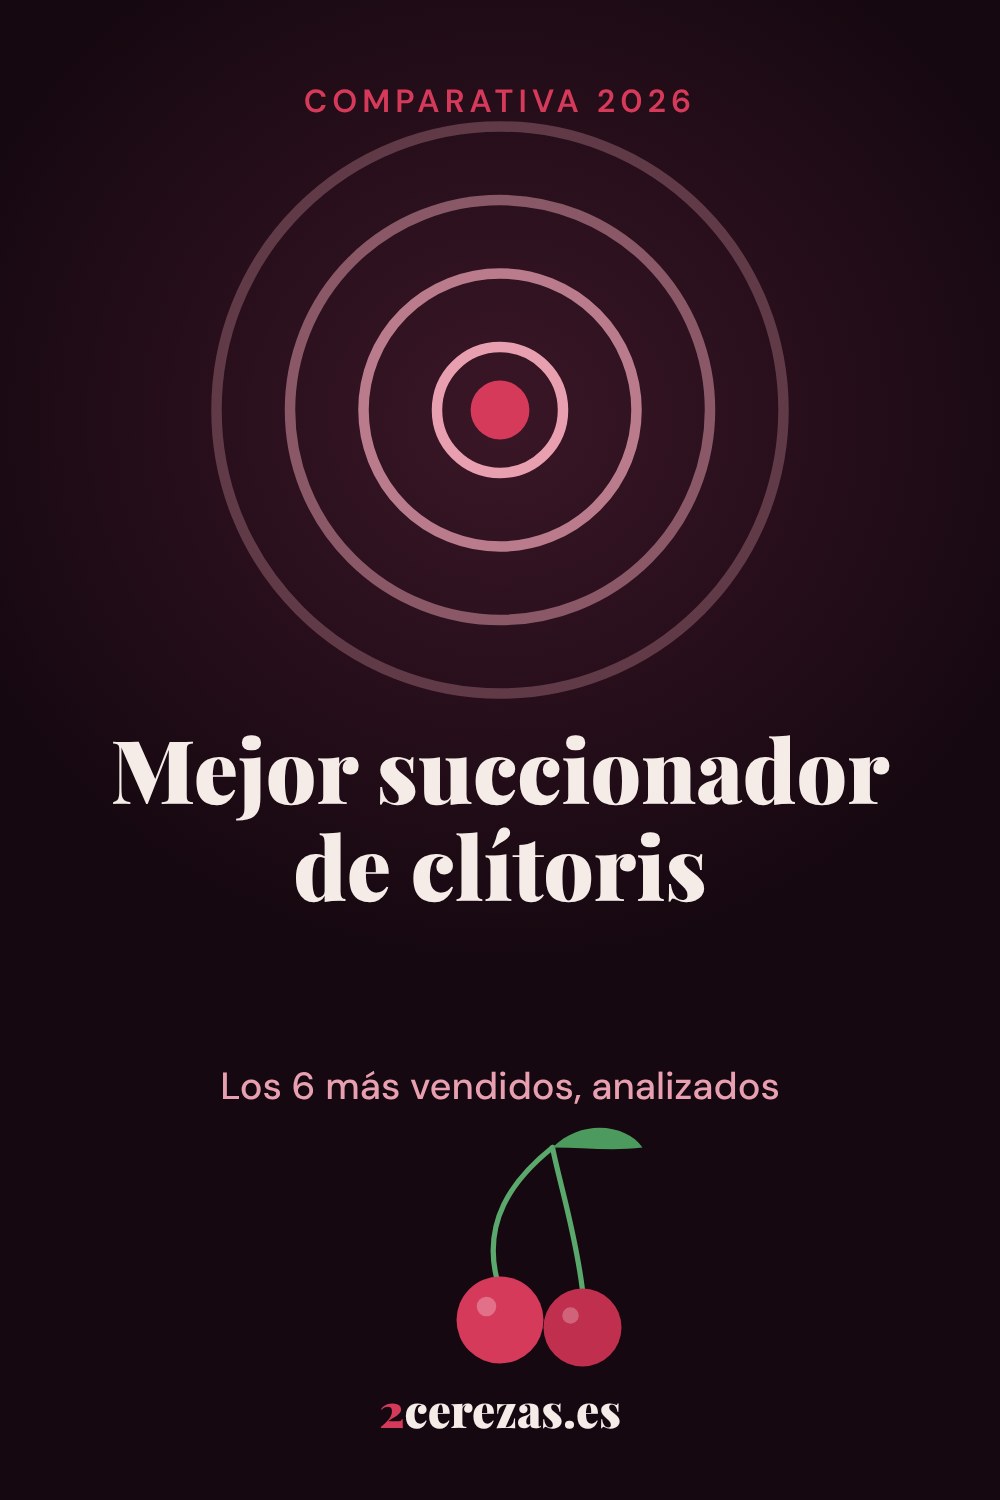 COMPARATIVA 2026
Mejor succionador
de clítoris
Los 6 más vendidos, analizados
2cerezas.es